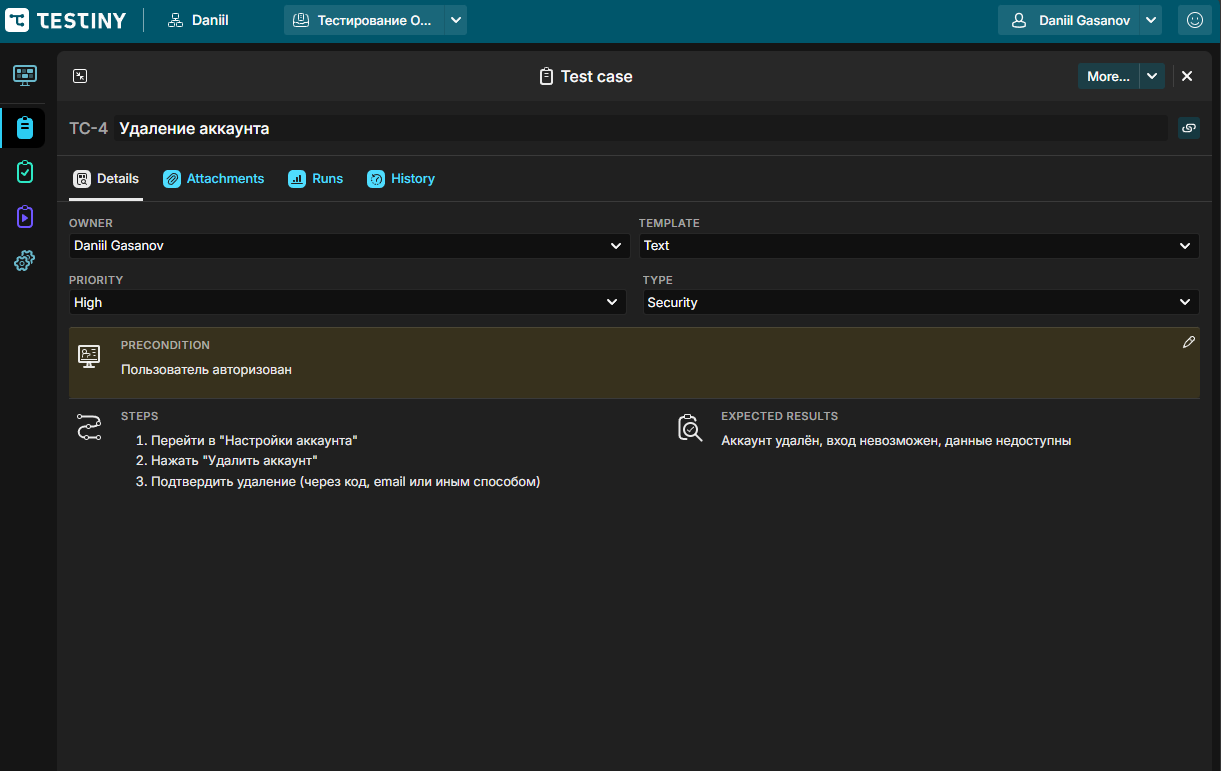 TESTINY
Daniil
Тестирование О...
Daniil Gasanov
Test case
More...
TC-4 Удаление аккаунта
Details
Attachments
Runs
History
OWNER
Daniil Gasanov
TEMPLATE
Text
PRIORITY
High
TYPE
Security
PRECONDITION
Пользователь авторизован
STEPS
1. Перейти в "Настройки аккаунта"
2. Нажать "Удалить аккаунт"
3. Подтвердить удаление (через код, email или иным способом)
EXPECTED RESULTS
Аккаунт удалён, вход невозможен, данные недоступны